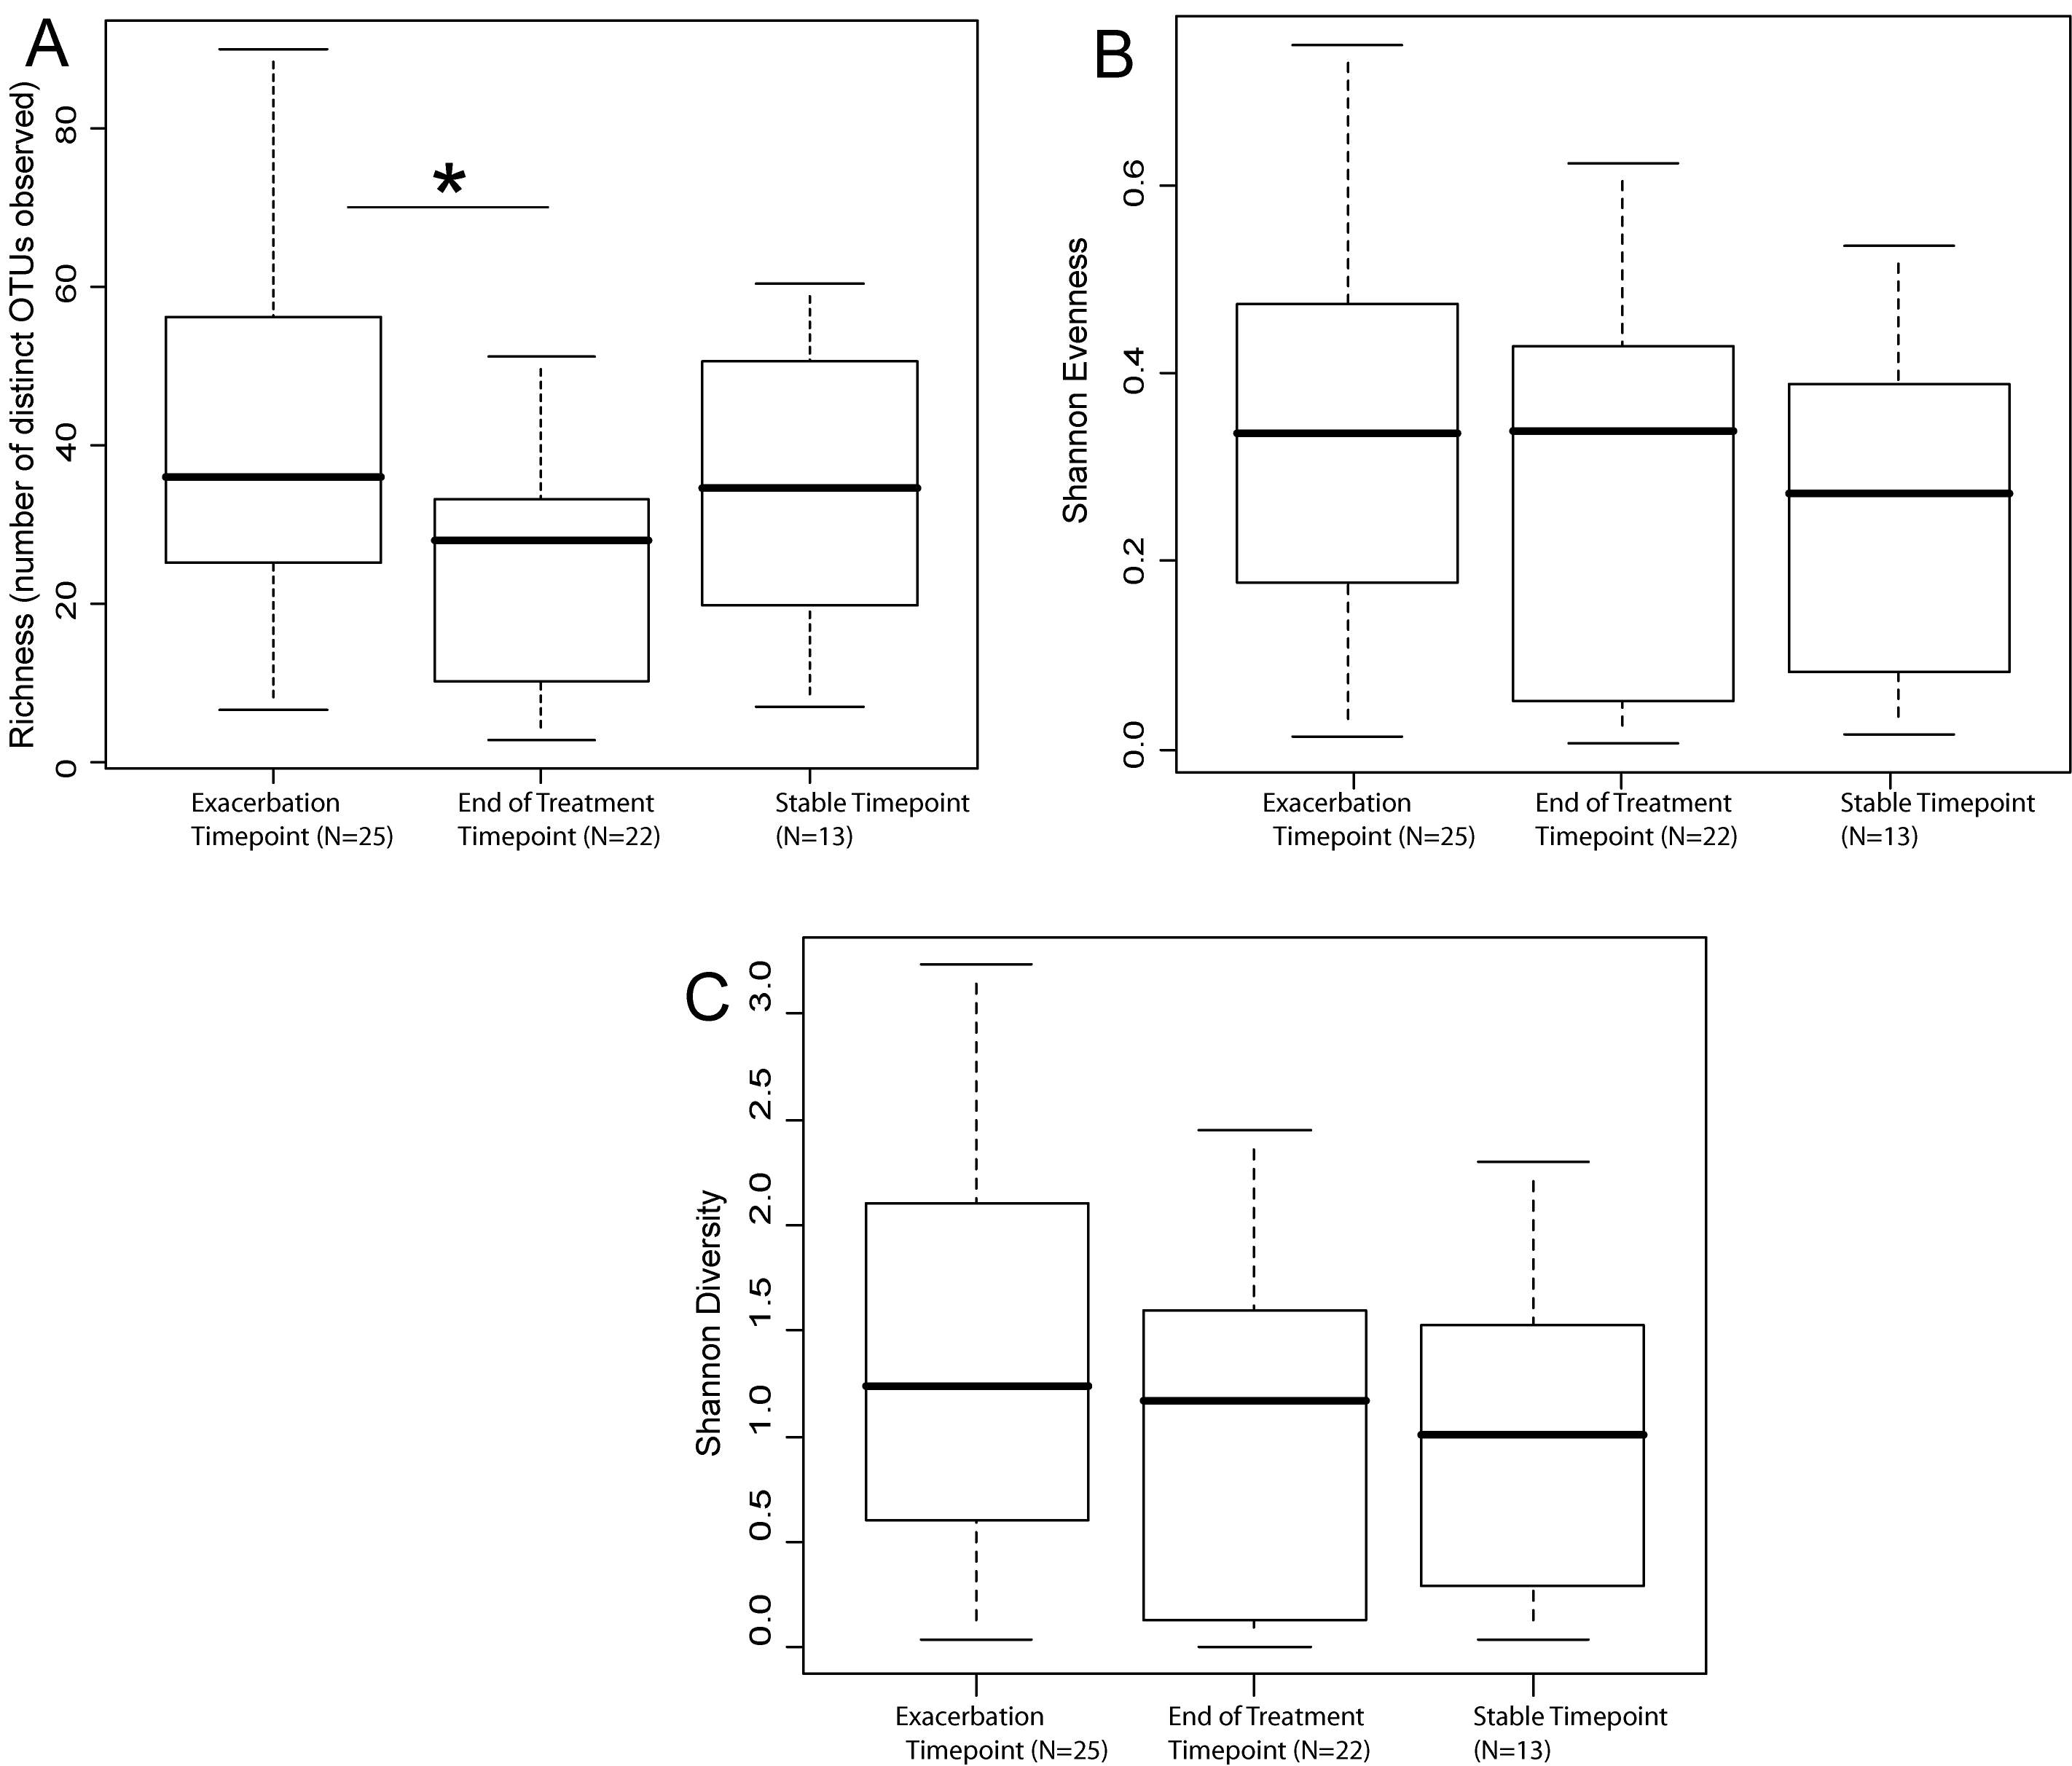 A
Richness (number of distinct OTUs observed)
80
60
40
20
0
*
Exacerbation
Timepoint (N=25)
End of Treatment
Timepoint (N=22)
Stable Timepoint
(N=13)
B
Shannon Evenness
0.6
0.4
0.2
0.0
Exacerbation
Timepoint (N=25)
End of Treatment
Timepoint (N=22)
Stable Timepoint
(N=13)
C
Shannon Diversity
3.0
2.5
2.0
1.5
1.0
0.5
0.0
Exacerbation
Timepoint (N=25)
End of Treatment
Timepoint (N=22)
Stable Timepoint
(N=13)